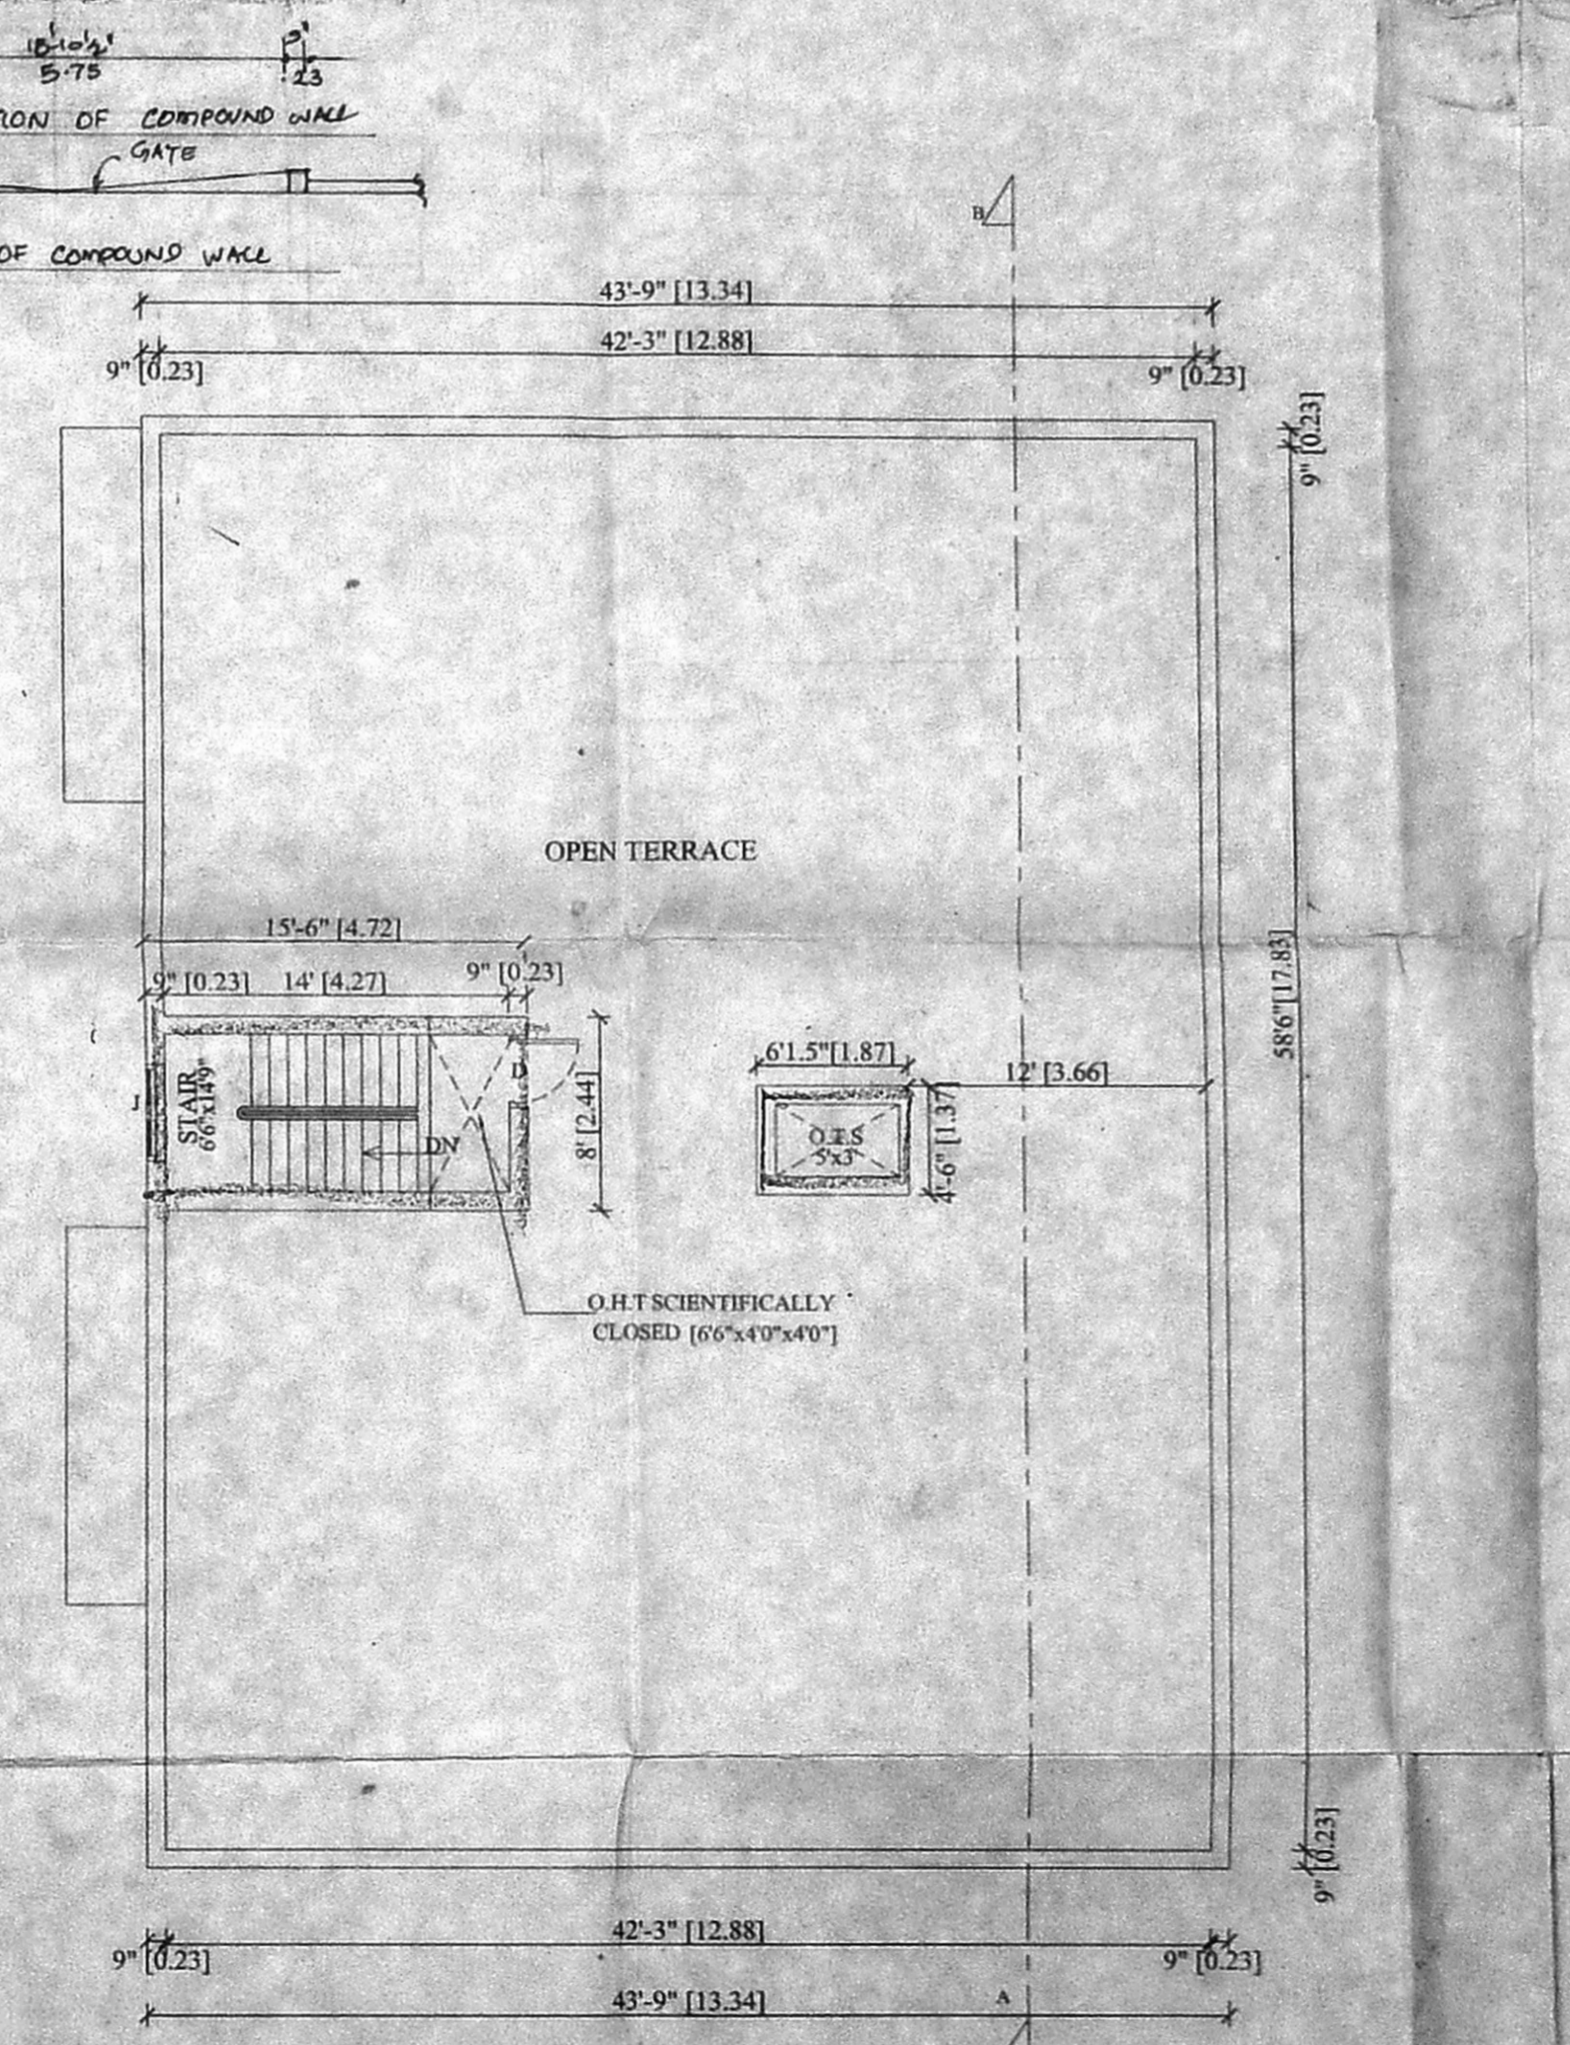 18'-10½"
5.75
9"
.23
ION OF COMPOUND WALL
GATE
OF COMPOUND WALL
B
43'-9" [13.34]
42'-3" [12.88]
9" [0.23]
9" [0.23]
9" [0.23]
OPEN TERRACE
15'-6" [4.72]
9" [0.23]
14' [4.27]
9" [0.23]
58'6"[17.83]
STAIR
6'6"x14'9"
J
D
DN
8' [2.44]
6'1.5"[1.87]
12' [3.66]
O.T.S
5'x3'
4'-6" [1.37]
O.H.T SCIENTIFICALLY
CLOSED [6'6"x4'0"x4'0"]
9" [0.23]
42'-3" [12.88]
9" [0.23]
9" [0.23]
43'-9" [13.34]
A